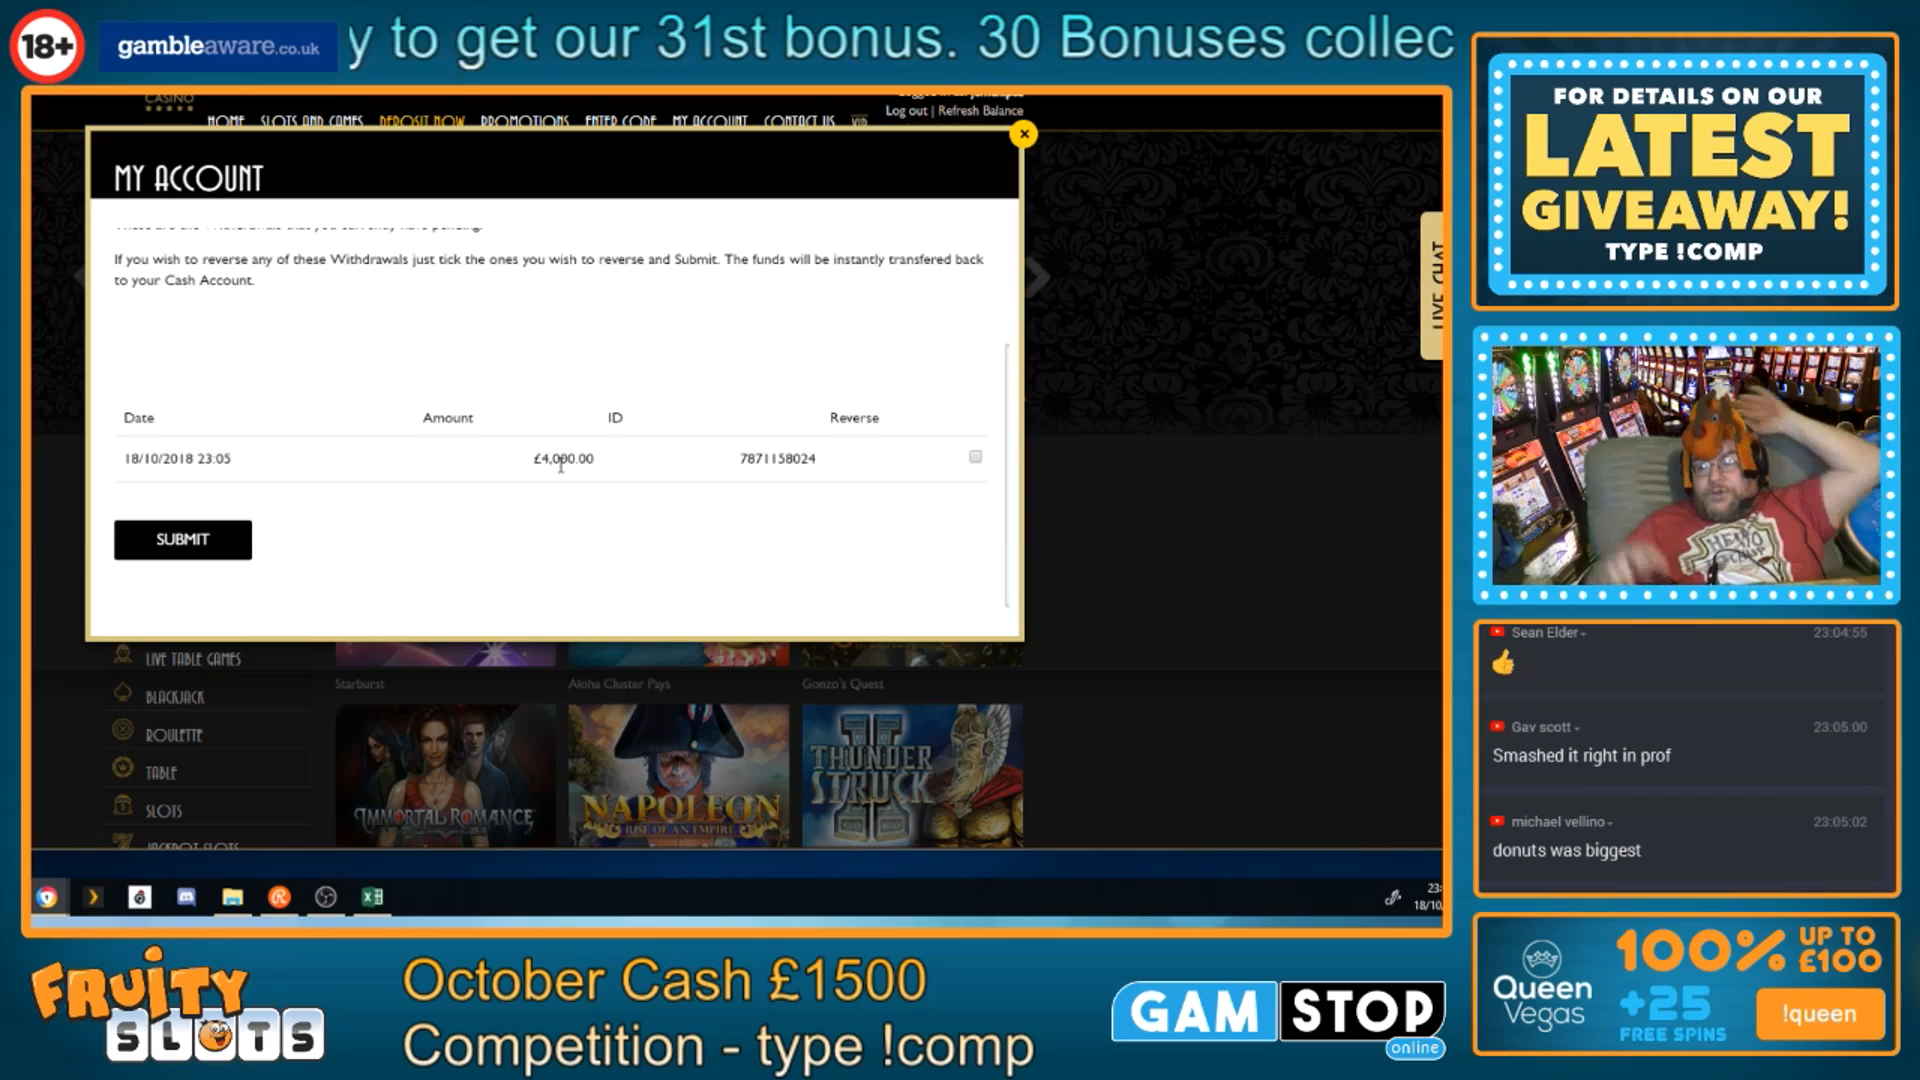 18+
gambleaware.co.uk
y to get our 31st bonus. 30 Bonuses collec
CASINO
Log out | Refresh Balance
HOME SLOTS AND GAMES DEPOSIT NOW PROMOTIONS ENTER CODE MY ACCOUNT CONTACT US VIP
MY ACCOUNT
If you wish to reverse any of these Withdrawals just tick the ones you wish to reverse and Submit. The funds will be instantly transfered back
to your Cash Account.
Date Amount ID Reverse
18/10/2018 23:05 £4,000.00 7871158024
SUBMIT
LIVE CHAT
LIVE TABLE GAMES
BLACKJACK
ROULETTE
TABLE
SLOTS
JACKPOT SLOTS
Starburst Aloha Cluster Pays Gonzo's Quest
IMMORTAL ROMANCE
NAPOLEON
RISE OF AN EMPIRE
THUNDER
STRUCK
II
23:
18/10/
FOR DETAILS ON OUR
LATEST
GIVEAWAY!
TYPE !COMP
Sean Elder 23:04:55
Gav scott 23:05:00
Smashed it right in prof
michael vellino 23:05:02
donuts was biggest
FRUITY
SLOTS
October Cash £1500
Competition - type !comp
GAMSTOP
online
Queen
Vegas
100% UP TO
£100
+25
FREE SPINS
!queen